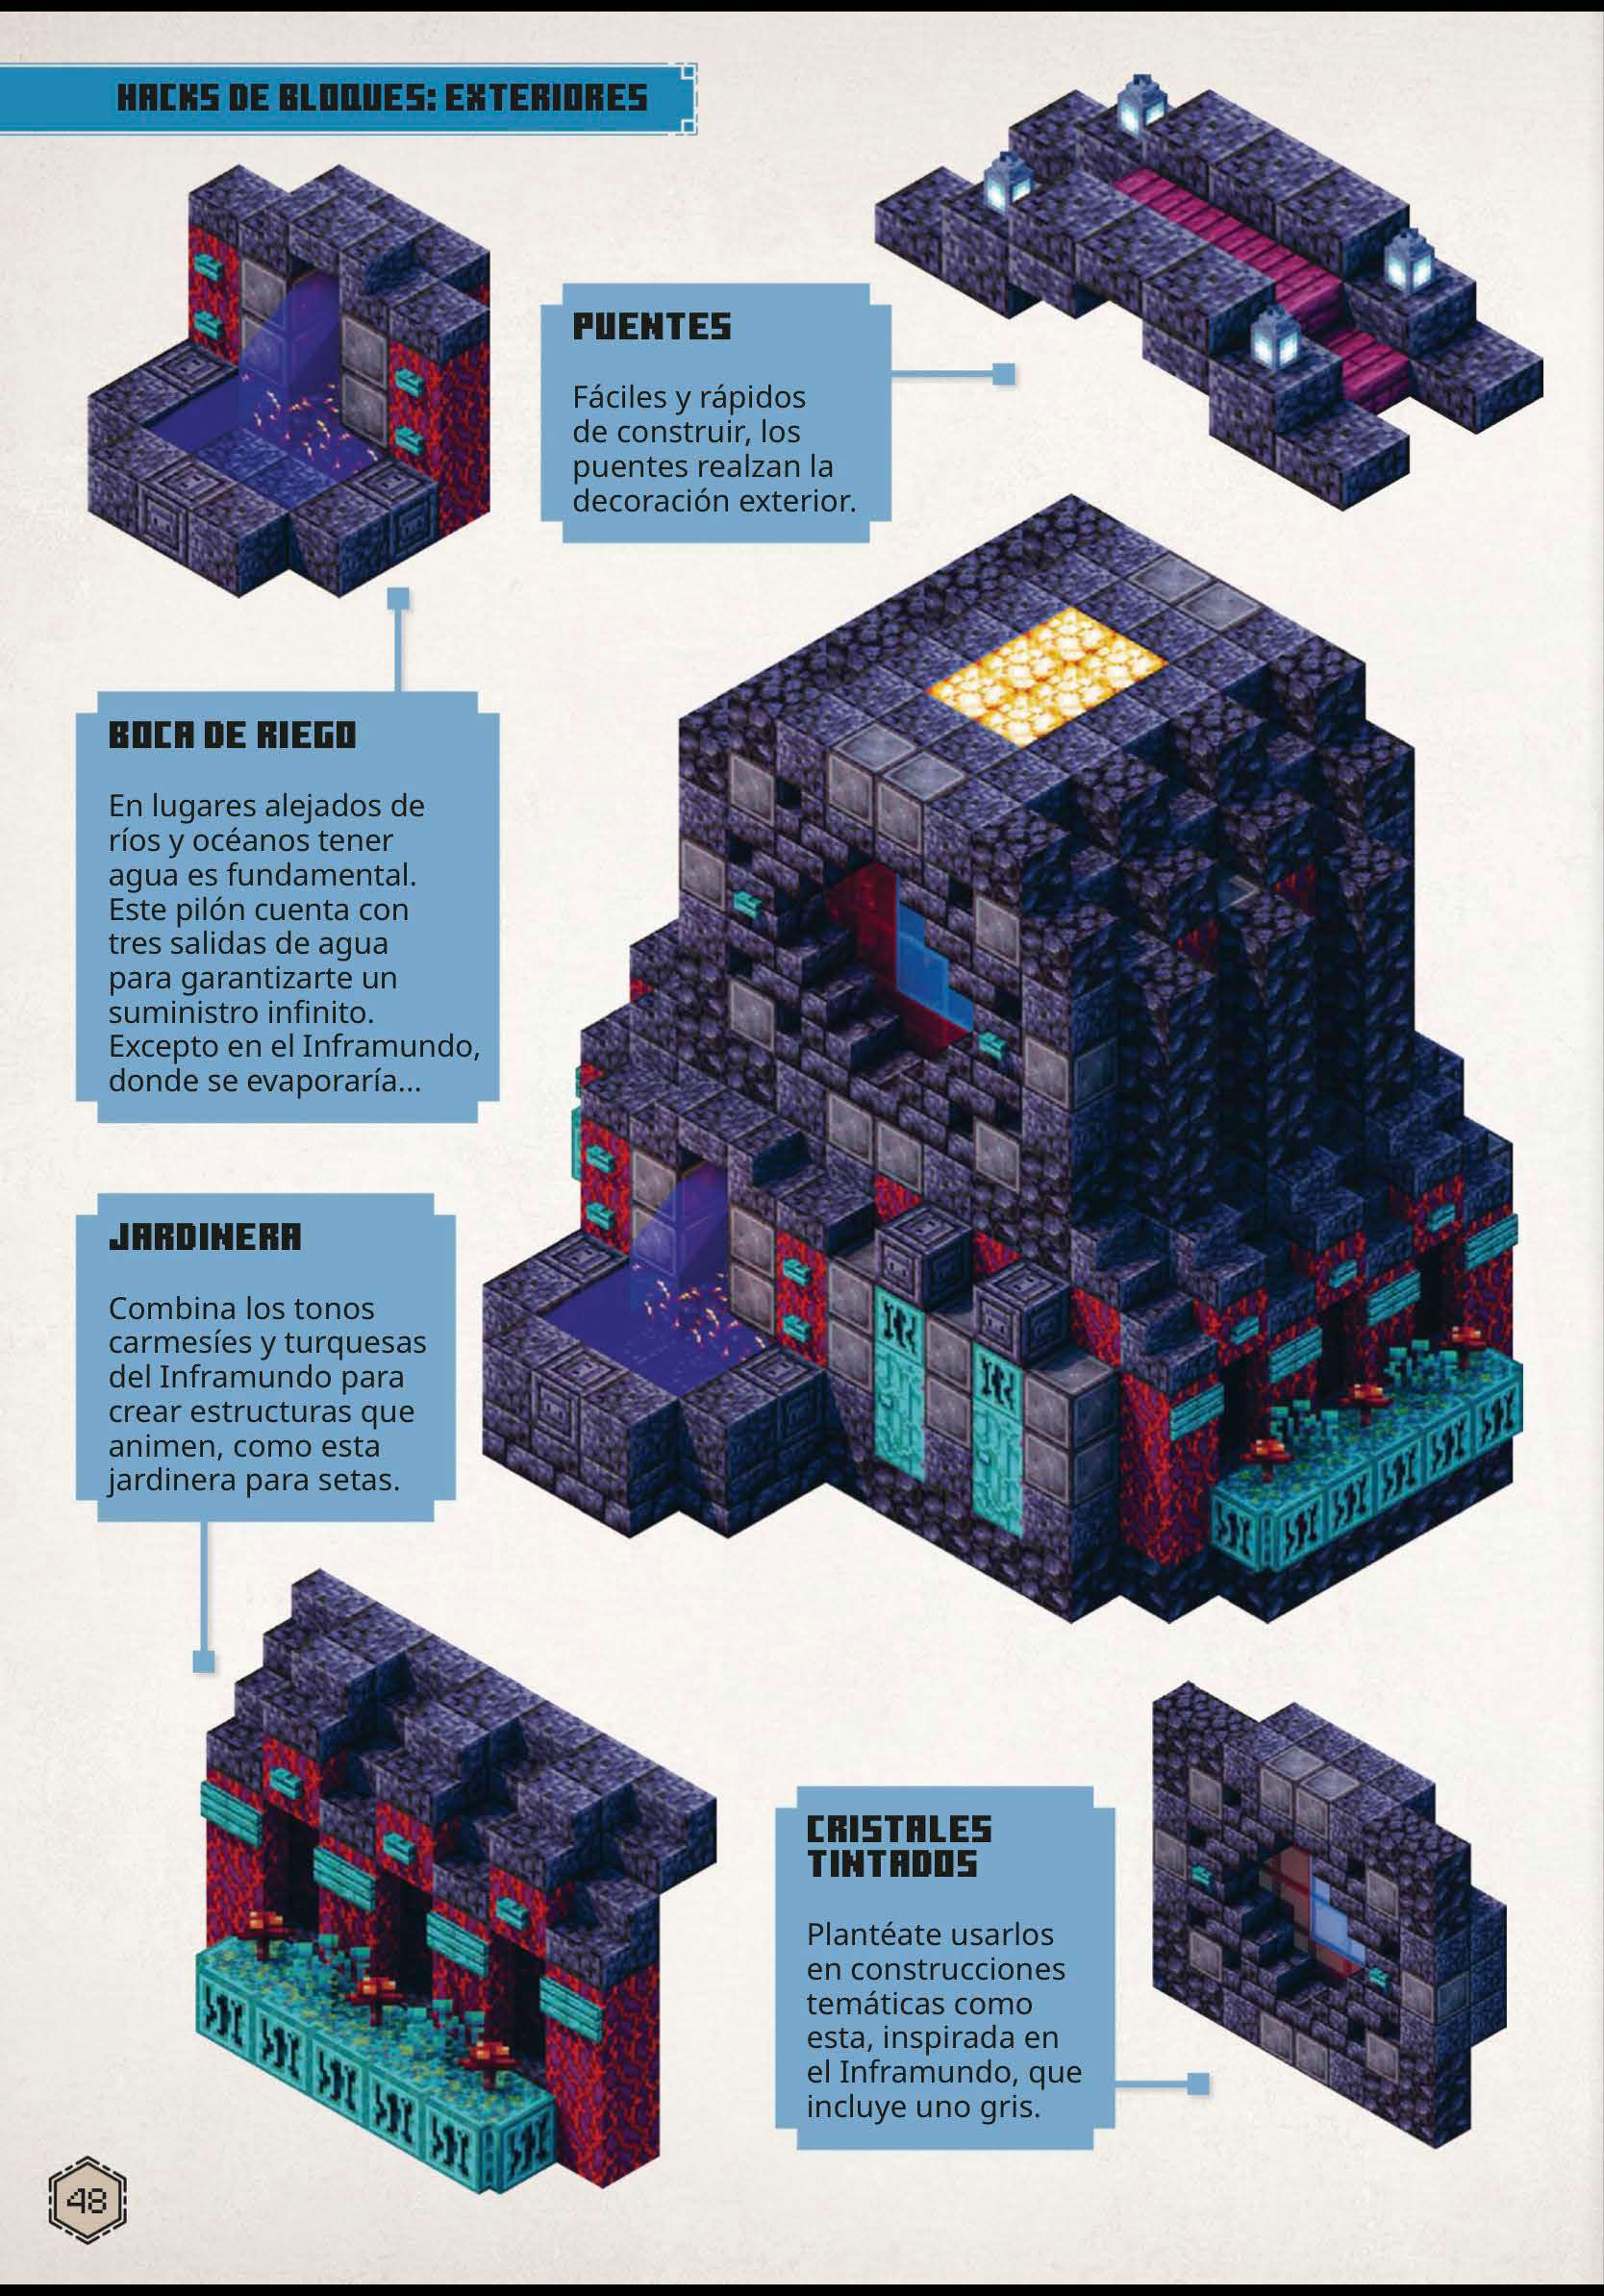 HACKS DE BLOQUES: EXTERIORES
PUENTES
Fáciles y rápidos
de construir, los
puentes realzan la
decoración exterior.
BOCA DE RIEGO
En lugares alejados de
ríos y océanos tener
agua es fundamental.
Este pilón cuenta con
tres salidas de agua
para garantizarte un
suministro infinito.
Excepto en el Inframundo,
donde se evaporaría...
JARDINERA
Combina los tonos
carmesíes y turquesas
del Inframundo para
crear estructuras que
animen, como esta
jardinera para setas.
CRISTALES
TINTADOS
Plantéate usarlos
en construcciones
temáticas como
esta, inspirada en
el Inframundo, que
incluye uno gris.
48